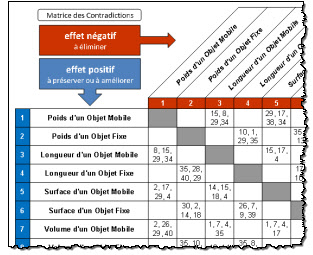 Matrice des Contradictions
effet négatif
à éliminer
effet positif
à préserver ou à améliorer
Poids d'un Objet Mobile
Poids d'un Objet Fixe
Longueur d'un Objet Mobile
Longueur d'un Objet
Surface
1 2 3 4 5
1 Poids d'un Objet Mobile 15, 8, 29, 17,
29,34 38, 34
2 Poids d'un Objet Fixe 10, 1, 35
29, 35
3 Longueur d'un Objet Mobile 8, 15, 15, 17,
29, 34 4
4 Longueur d'un Objet Fixe 35, 28, 17
40, 29
5 Surface d'un Objet Mobile 2, 17, 14, 15,
29, 4 18, 4
6 Surface d'un Objet Fixe 30, 2, 26, 7,
14, 18 9, 39
7 Volume d'un Objet Mobile 2, 26, 1, 7, 4, 1, 7, 4,
29, 40 35 17
35, 10 35, 8,